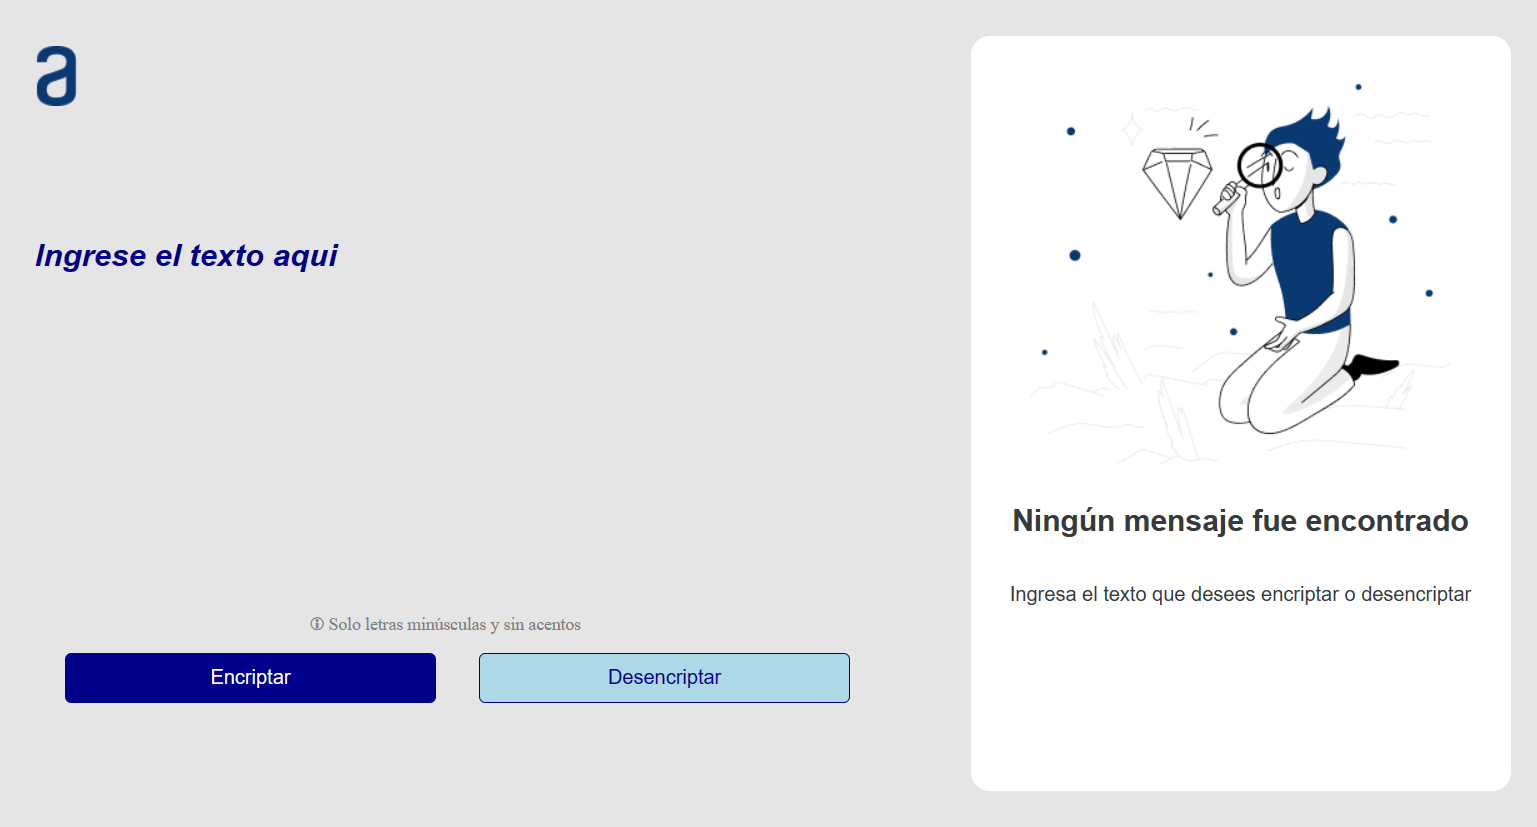 a
Ingrese el texto aqui
Solo letras minúsculas y sin acentos
Encriptar
Desencriptar
Ningún mensaje fue encontrado
Ingresa el texto que desees encriptar o desencriptar